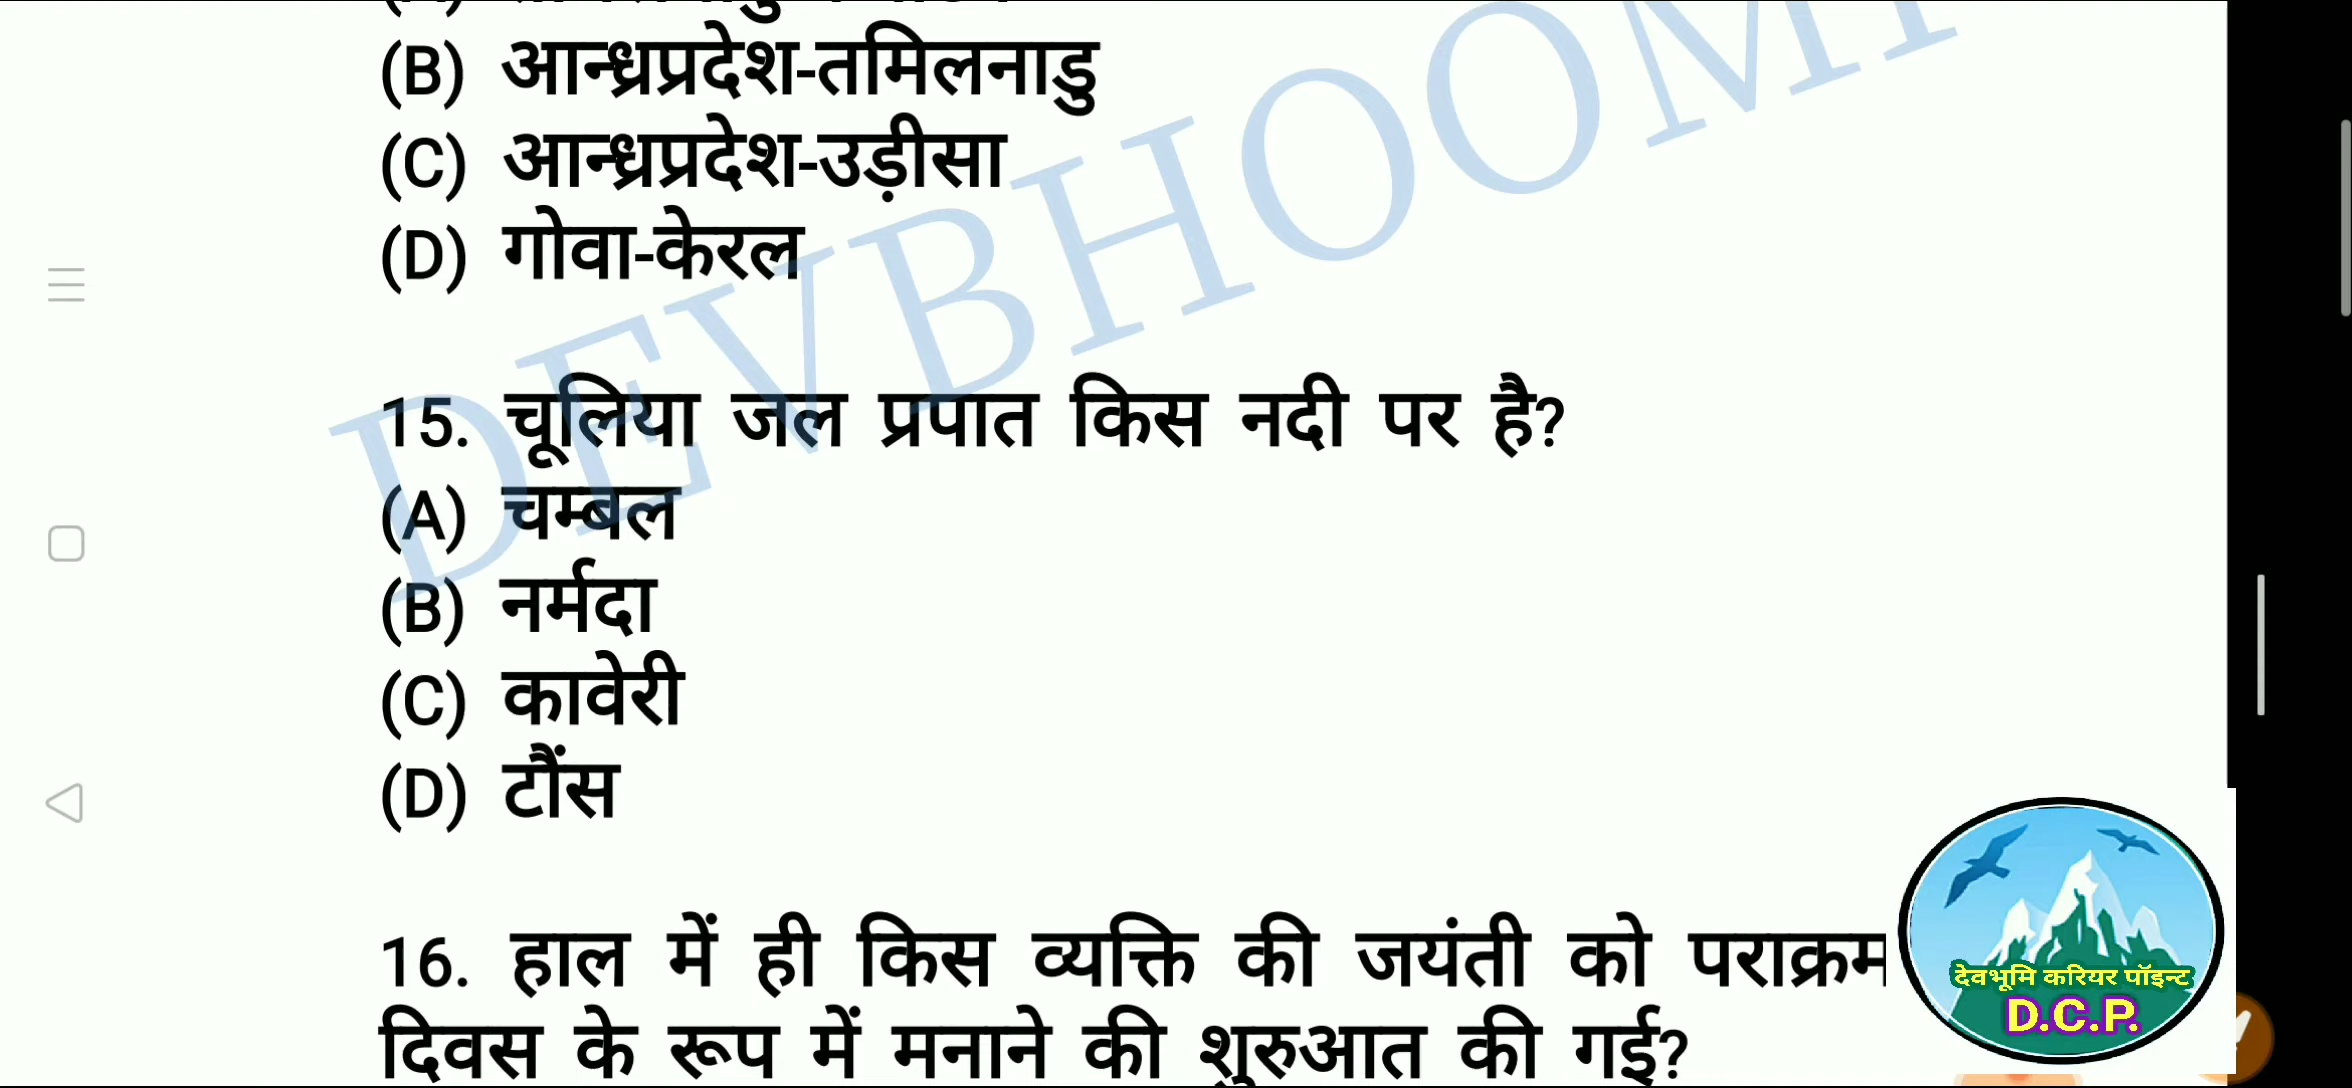 (B) आन्ध्रप्रदेश-तमिलनाडु
(C) आन्ध्रप्रदेश-उड़ीसा
(D) गोवा-केरल
DEVBHOOMI
15. चूलिया जल प्रपात किस नदी पर है?
(A) चम्बल
(B) नर्मदा
(C) कावेरी
(D) टौंस
16. हाल में ही किस व्यक्ति की जयंती को पराक्रम
दिवस के रूप में मनाने की शुरुआत की गई?
देवभूमि करियर पॉइन्ट
D.C.P.